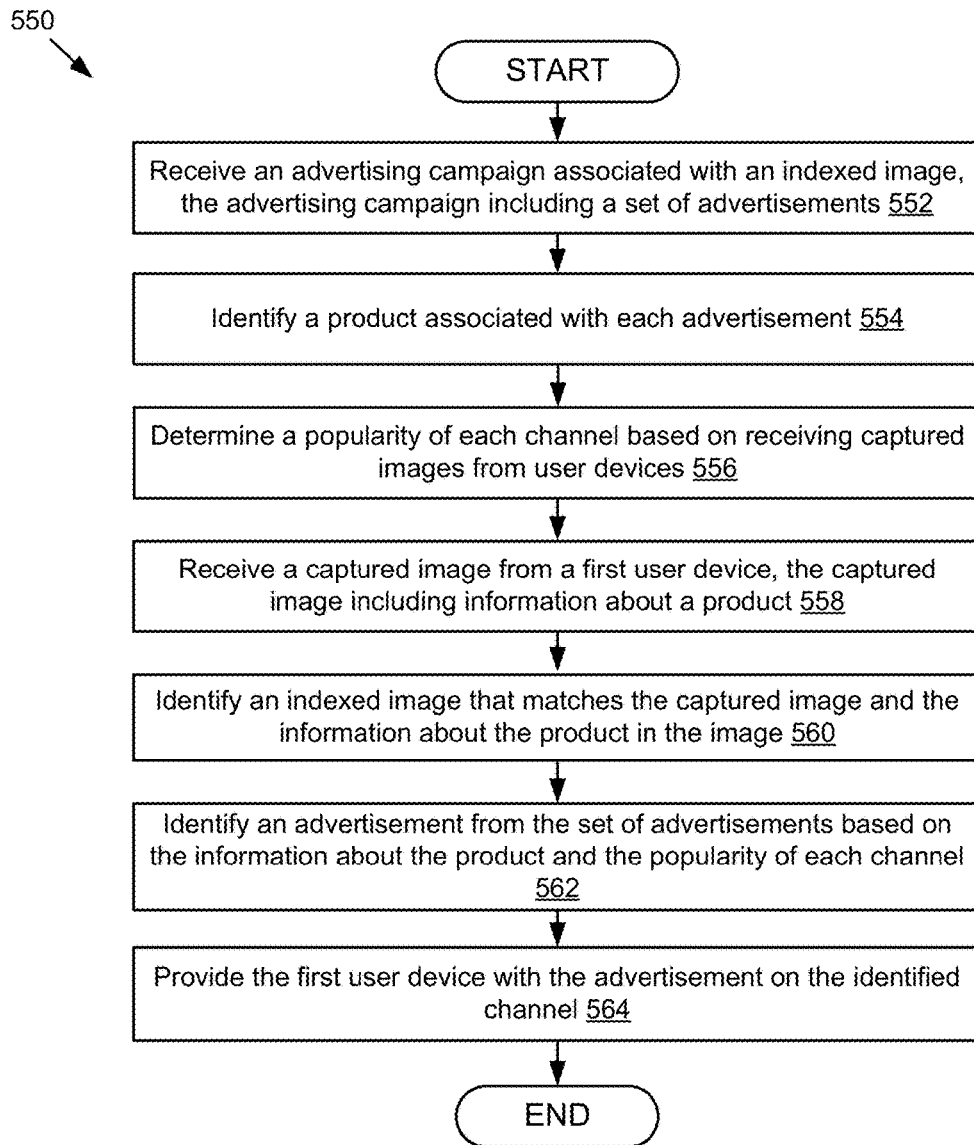 550
START
Receive an advertising campaign associated with an indexed image,
the advertising campaign including a set of advertisements 552
Identify a product associated with each advertisement 554
Determine a popularity of each channel based on receiving captured
images from user devices 556
Receive a captured image from a first user device, the captured
image including information about a product 558
Identify an indexed image that matches the captured image and the
information about the product in the image 560
Identify an advertisement from the set of advertisements based on
the information about the product and the popularity of each channel
562
Provide the first user device with the advertisement on the identified
channel 564
END